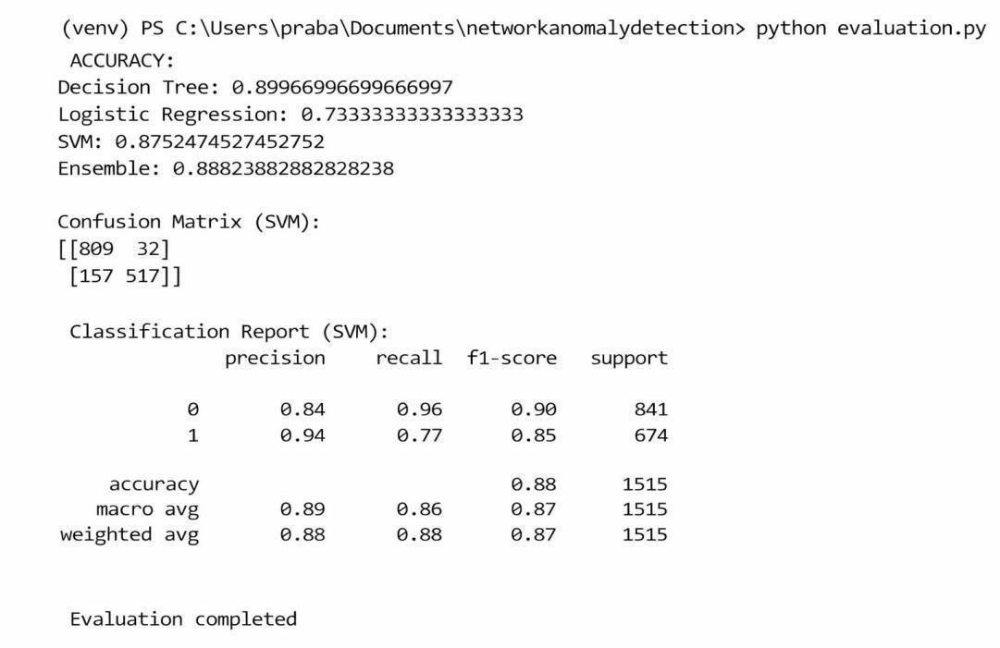 (venv) PS C:\Users\praba\Documents\networkanomalydetection> python evaluation.py
ACCURACY:
Decision Tree: 0.89966996699666997
Logistic Regression: 0.73333333333333333
SVM: 0.8752474527452752
Ensemble: 0.88823882882828238
Confusion Matrix (SVM):
[[809  32]
[157 517]]
Classification Report (SVM):
precision recall f1-score support
0 0.84 0.96 0.90 841
1 0.94 0.77 0.85 674
accuracy 0.88 1515
macro avg 0.89 0.86 0.87 1515
weighted avg 0.88 0.88 0.87 1515
Evaluation completed